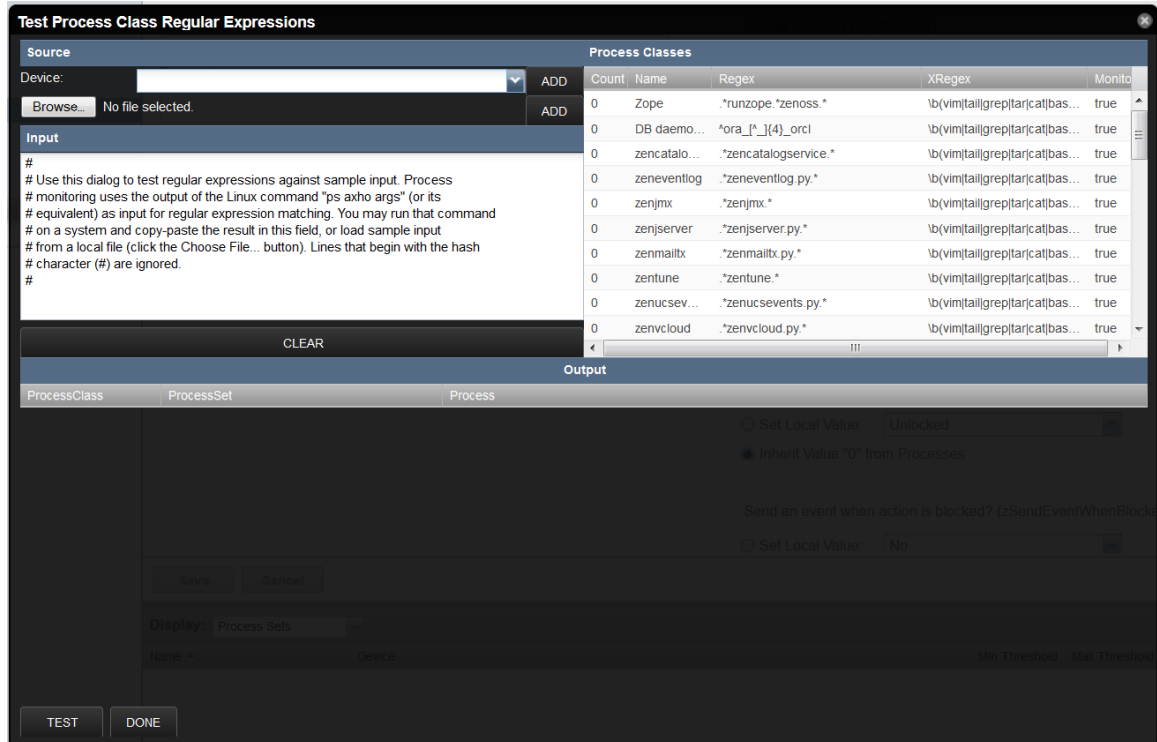 Test Process Class Regular Expressions
Source
Device:
ADD
Browse... No file selected.
ADD
Input
#
# Use this dialog to test regular expressions against sample input. Process
# monitoring uses the output of the Linux command "ps axho args" (or its
# equivalent) as input for regular expression matching. You may run that command
# on a system and copy-paste the result in this field, or load sample input
# from a local file (click the Choose File... button). Lines that begin with the hash
# character (#) are ignored.
#
CLEAR
Process Classes
Count Name Regex XRegex Monito
0 Zope .*runzope.*zenoss.* \b(vim|tail|grep|tar|cat|bas... true
0 DB daemo... ^ora_[^_]{4}_orcl \b(vim|tail|grep|tar|cat|bas... true
0 zencatalo... .*zencatalogservice.* \b(vim|tail|grep|tar|cat|bas... true
0 zeneventlog .*zeneventlog.py.* \b(vim|tail|grep|tar|cat|bas... true
0 zenjmx .*zenjmx.* \b(vim|tail|grep|tar|cat|bas... true
0 zenjserver .*zenjserver.py.* \b(vim|tail|grep|tar|cat|bas... true
0 zenmailtx .*zenmailtx.py.* \b(vim|tail|grep|tar|cat|bas... true
0 zentune .*zentune.* \b(vim|tail|grep|tar|cat|bas... true
0 zenucsev... .*zenucsevents.py.* \b(vim|tail|grep|tar|cat|bas... true
0 zenvcloud .*zenvcloud.py.* \b(vim|tail|grep|tar|cat|bas... true
Output
ProcessClass ProcessSet Process
Set Local Value: Unlocked
Inherit Value "0" from Processes
Send an event when action is blocked? (zSendEventWhenBlock
Set Local Value: No
Save Cancel
Display: Process Sets
Name Device Min Threshold Max Threshold
TEST DONE